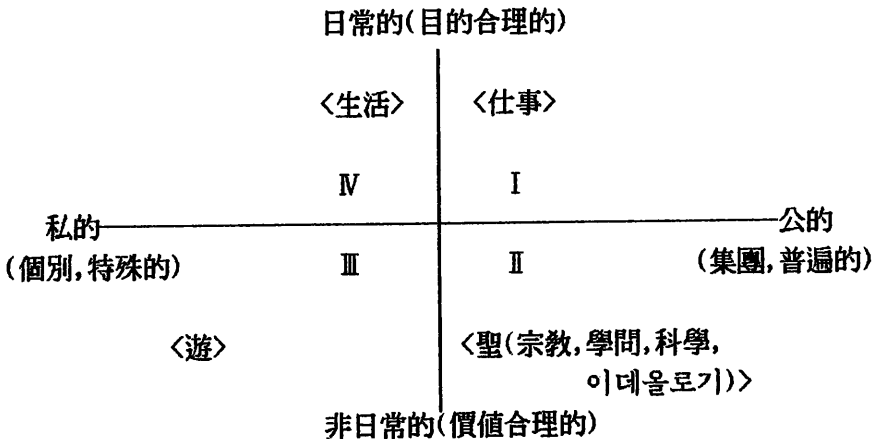 日常的(目的合理的)
<生活> <仕事>
Ⅳ Ⅰ
私的 公的
(個別,特殊的) Ⅲ Ⅱ (集團,普遍的)
<遊> <聖(宗敎,學問,科學,
이데올로기)>
非日常的(價値合理的)